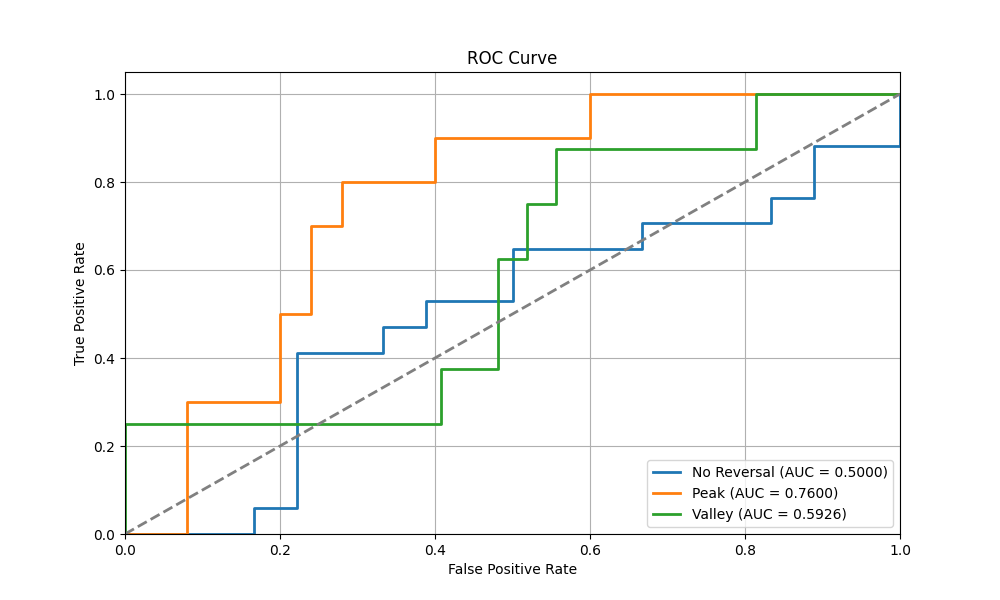 ROC Curve
True Positive Rate
1.0
0.8
0.6
0.4
0.2
0.0
0.0 0.2 0.4 0.6 0.8 1.0
False Positive Rate
No Reversal (AUC = 0.5000)
Peak (AUC = 0.7600)
Valley (AUC = 0.5926)